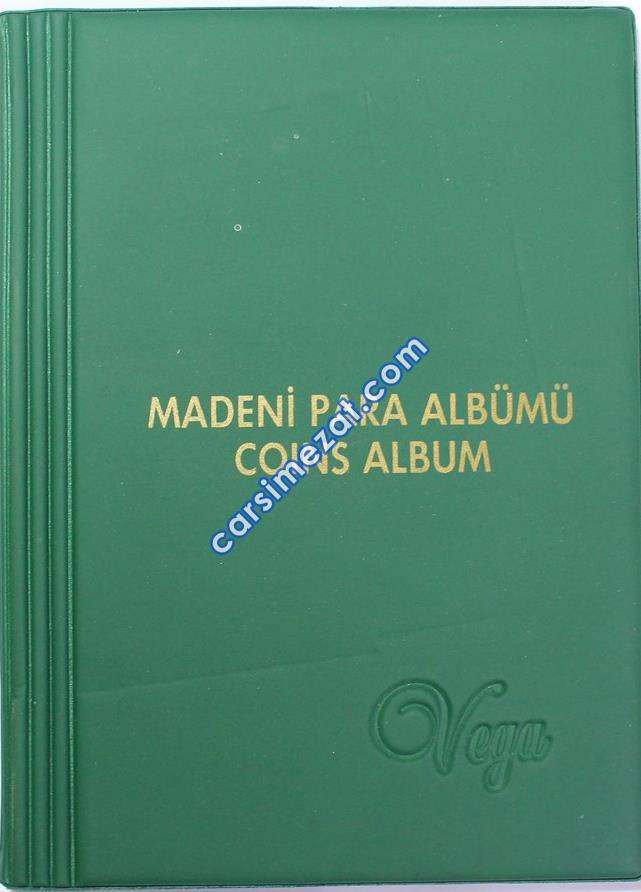 MADENİ PARA ALBÜMÜ
COINS ALBUM
carsimezat.com
Vega